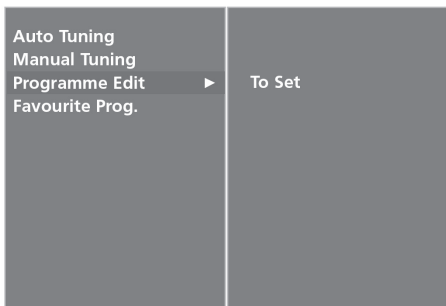 Auto Tuning
Manual Tuning
Programme Edit ► To Set
Favourite Prog.